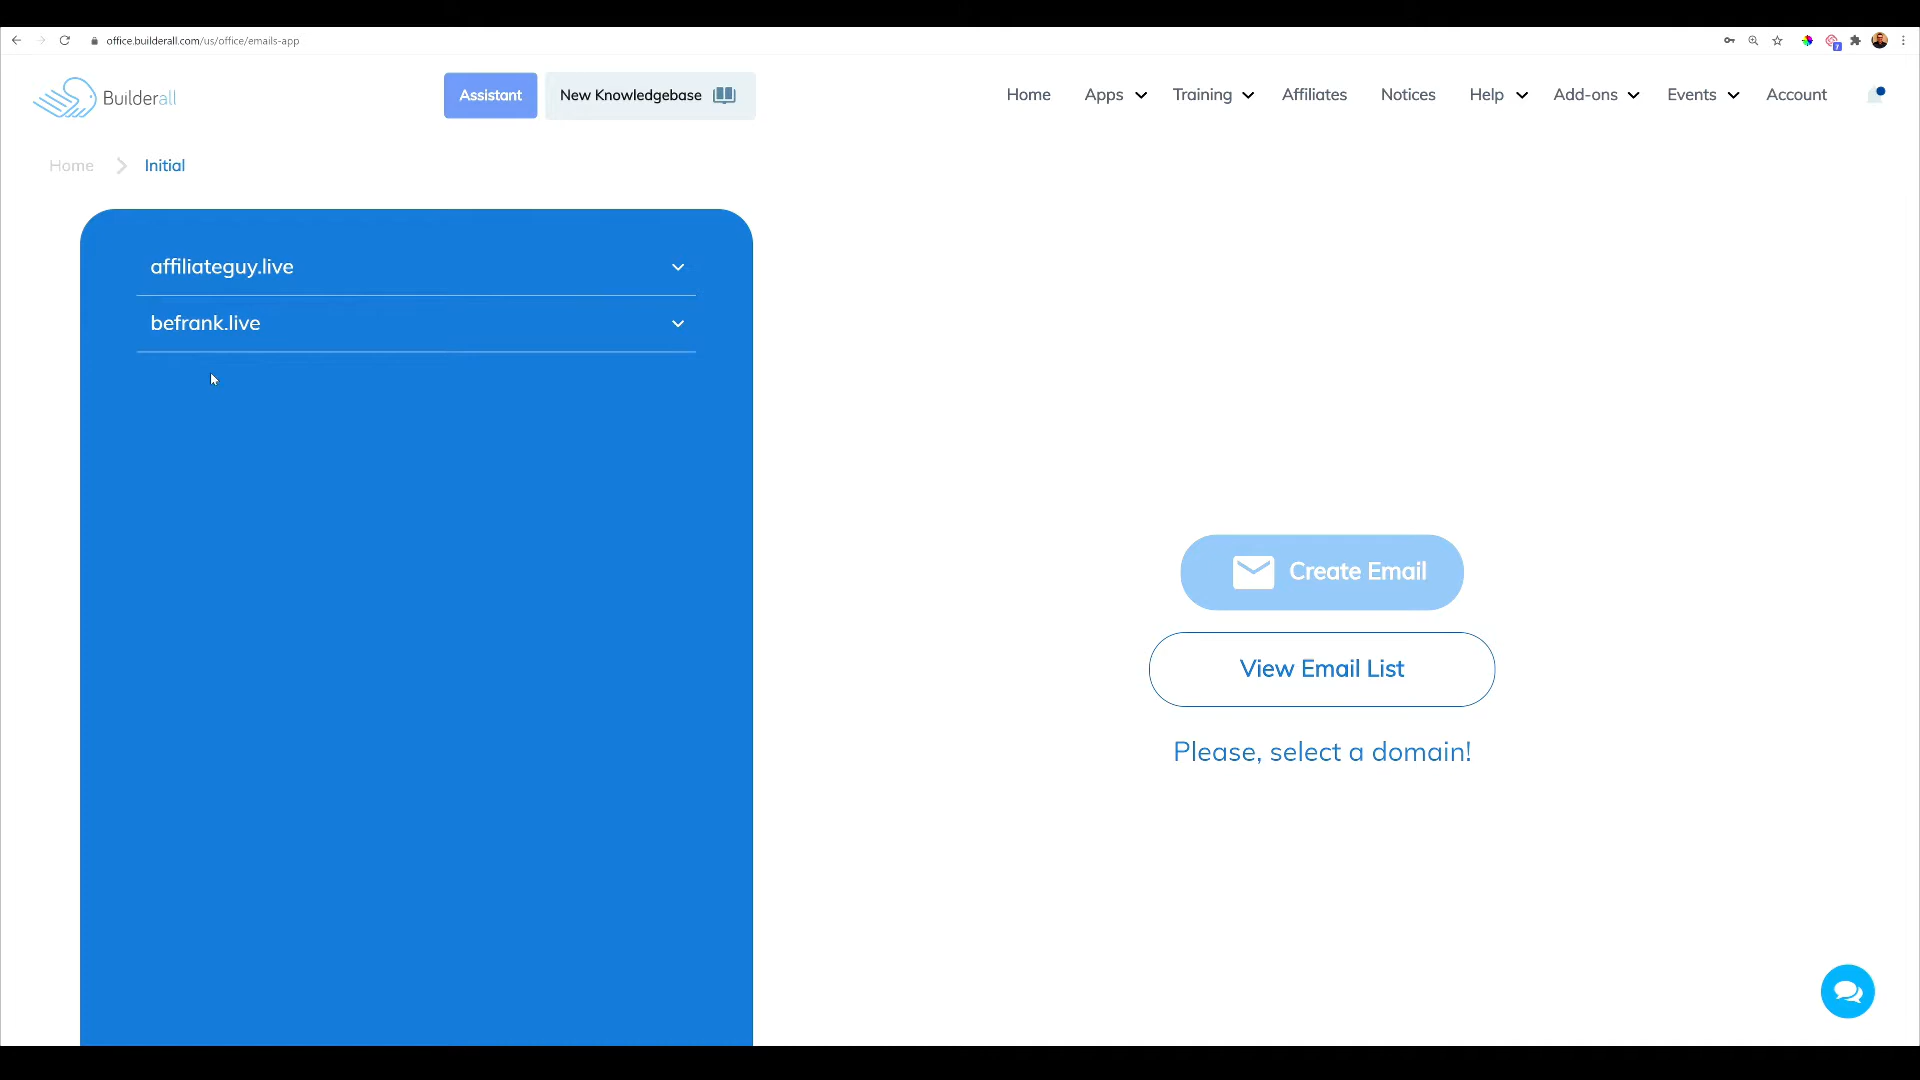 office.builderall.com/us/office/emails-app
7
Builderall
Assistant
New Knowledgebase
Home
Apps
Training
Affiliates
Notices
Help
Add-ons
Events
Account
Home
Initial
affiliateguy.live
befrank.live
Create Email
View Email List
Please, select a domain!